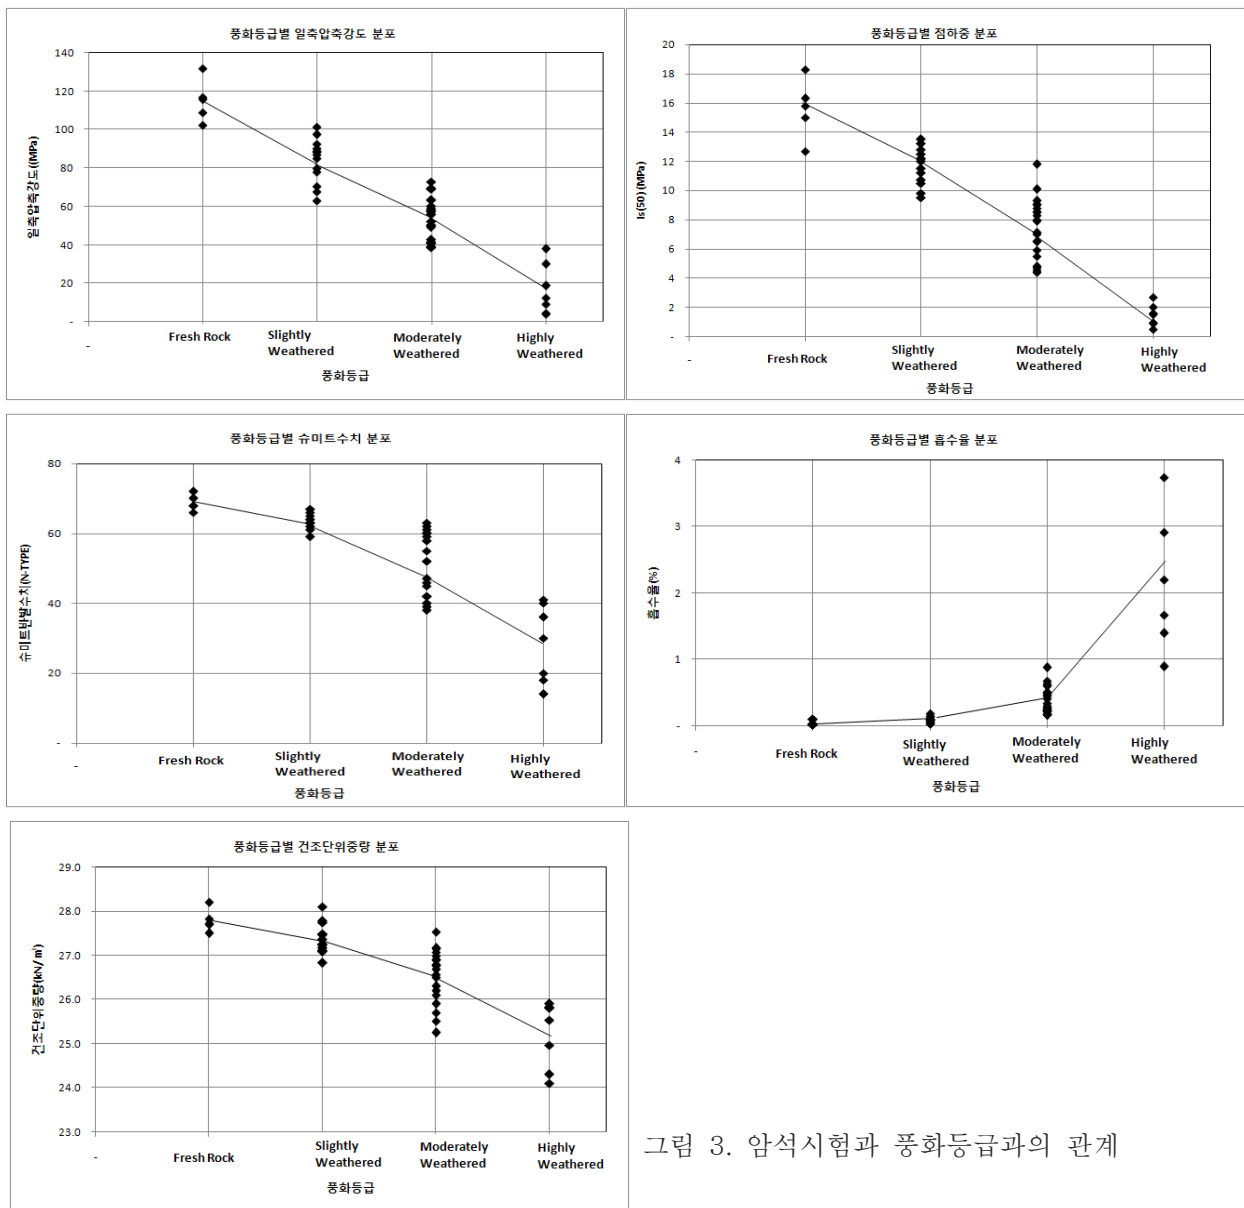 풍화등급별 일축압축강도 분포
일축압축강도((MPa)
140
120
100
80
60
40
20
-
-
Fresh Rock
Slightly
Weathered
Moderately
Weathered
Highly
Weathered
풍화등급
풍화등급별 점하중 분포
Is(50) (MPa)
20
18
16
14
12
10
8
6
4
2
-
-
Fresh Rock
Slightly
Weathered
Moderately
Weathered
Highly
Weathered
풍화등급
풍화등급별 슈미트수치 분포
슈미트반발수치(N-TYPE)
80
60
40
20
-
-
Fresh Rock
Slightly
Weathered
Moderately
Weathered
Highly
Weathered
풍화등급
풍화등급별 흡수율 분포
흡수율(%)
4
3
2
1
-
-
Fresh Rock
Slightly
Weathered
Moderately
Weathered
Highly
Weathered
풍화등급
풍화등급별 건조단위중량 분포
건조단위중량(kN/㎥)
29.0
28.0
27.0
26.0
25.0
24.0
23.0
-
Fresh Rock
Slightly
Weathered
Moderately
Weathered
Highly
Weathered
풍화등급
그림 3. 암석시험과 풍화등급과의 관계